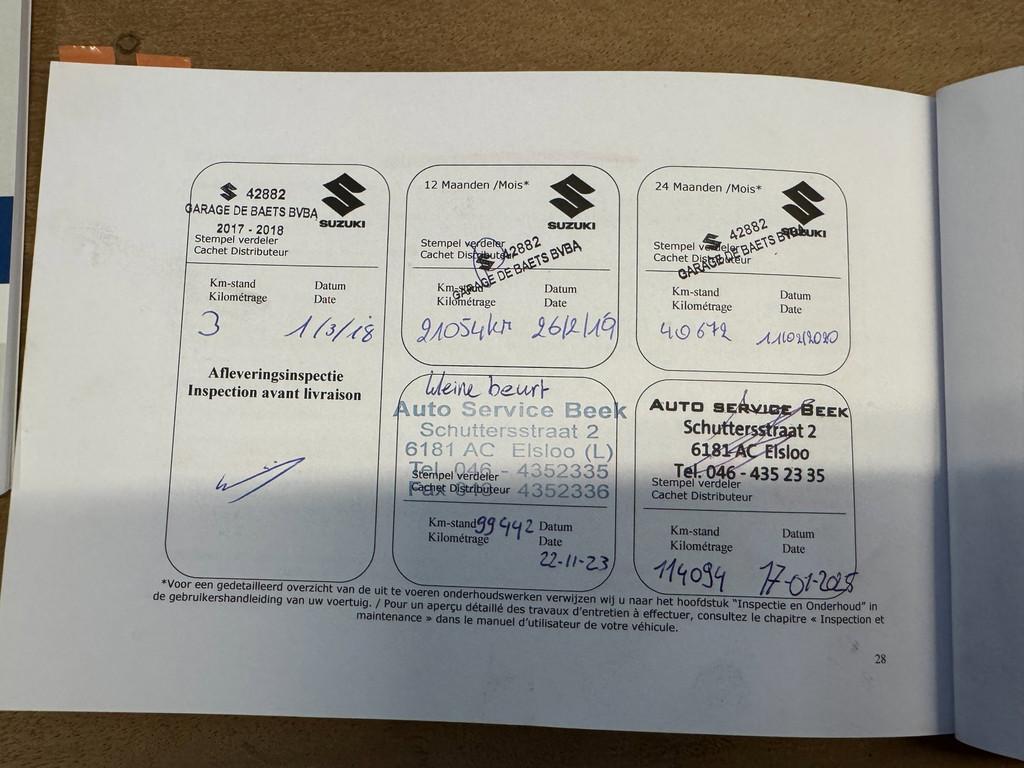 42882
GARAGE DE BAETS BVBA
2017 - 2018
SUZUKI
Stempel verdeler
Cachet Distributeur
Km-stand Datum
Kilométrage Date
3 1/3/18
Afleveringsinspectie
Inspection avant livraison
12 Maanden /Mois*
SUZUKI
Stempel verdeler
Cachet Distributeur
42882
GARAGE DE BAETS BVBA
Km-stand Datum
Kilométrage Date
21054km 26/2/19
24 Maanden /Mois*
SUZUKI
Stempel verdeler
Cachet Distributeur
42882
GARAGE DE BAETS BVBA
Km-stand Datum
Kilométrage Date
40672 11/02/2020
kleine beurt
Auto Service Beek
Schuttersstraat 2
6181 AC Elsloo (L)
Tel. 046 - 4352335
Stempel verdeler
Fax 046 - 4352336
Cachet Distributeur
Km-stand 99442 Datum
Kilométrage Date
22-11-23
AUTO SERVICE BEEK
Schuttersstraat 2
6181 AC Elsloo
Tel. 046 - 435 23 35
Stempel verdeler
Cachet Distributeur
Km-stand Datum
Kilométrage Date
114094 17-01-2025
*Voor een gedetailleerd overzicht van de uit te voeren onderhoudswerken verwijzen wij u naar het hoofdstuk "Inspectie en Onderhoud" in
de gebruikershandleiding van uw voertuig. / Pour un aperçu détaillé des travaux d'entretien à effectuer, consultez le chapitre « Inspection et
maintenance » dans le manuel d'utilisateur de votre véhicule.
28